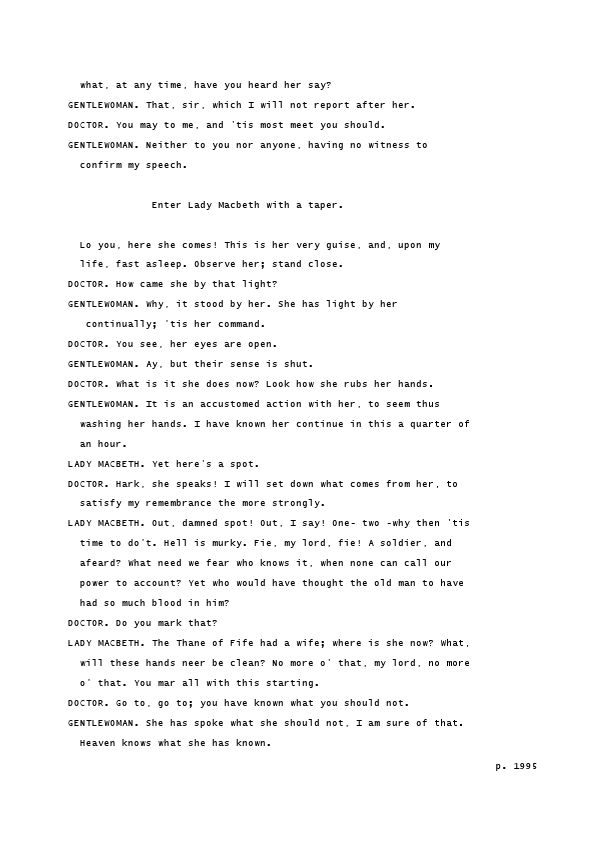 what, at any time, have you heard her say?
GENTLEWOMAN. That, sir, which I will not report after her.
DOCTOR. You may to me, and 'tis most meet you should.
GENTLEWOMAN. Neither to you nor anyone, having no witness to
confirm my speech.
Enter Lady Macbeth with a taper.
Lo you, here she comes! This is her very guise, and, upon my
life, fast asleep. Observe her; stand close.
DOCTOR. How came she by that light?
GENTLEWOMAN. Why, it stood by her. She has light by her
continually; 'tis her command.
DOCTOR. You see, her eyes are open.
GENTLEWOMAN. Ay, but their sense is shut.
DOCTOR. What is it she does now? Look how she rubs her hands.
GENTLEWOMAN. It is an accustomed action with her, to seem thus
washing her hands. I have known her continue in this a quarter of
an hour.
LADY MACBETH. Yet here's a spot.
DOCTOR. Hark, she speaks! I will set down what comes from her, to
satisfy my remembrance the more strongly.
LADY MACBETH. Out, damned spot! Out, I say! One- two -why then 'tis
time to do't. Hell is murky. Fie, my lord, fie! A soldier, and
afeard? What need we fear who knows it, when none can call our
power to account? Yet who would have thought the old man to have
had so much blood in him?
DOCTOR. Do you mark that?
LADY MACBETH. The Thane of Fife had a wife; where is she now? What,
will these hands neer be clean? No more o' that, my lord, no more
o' that. You mar all with this starting.
DOCTOR. Go to, go to; you have known what you should not.
GENTLEWOMAN. She has spoke what she should not, I am sure of that.
Heaven knows what she has known.
p. 1995